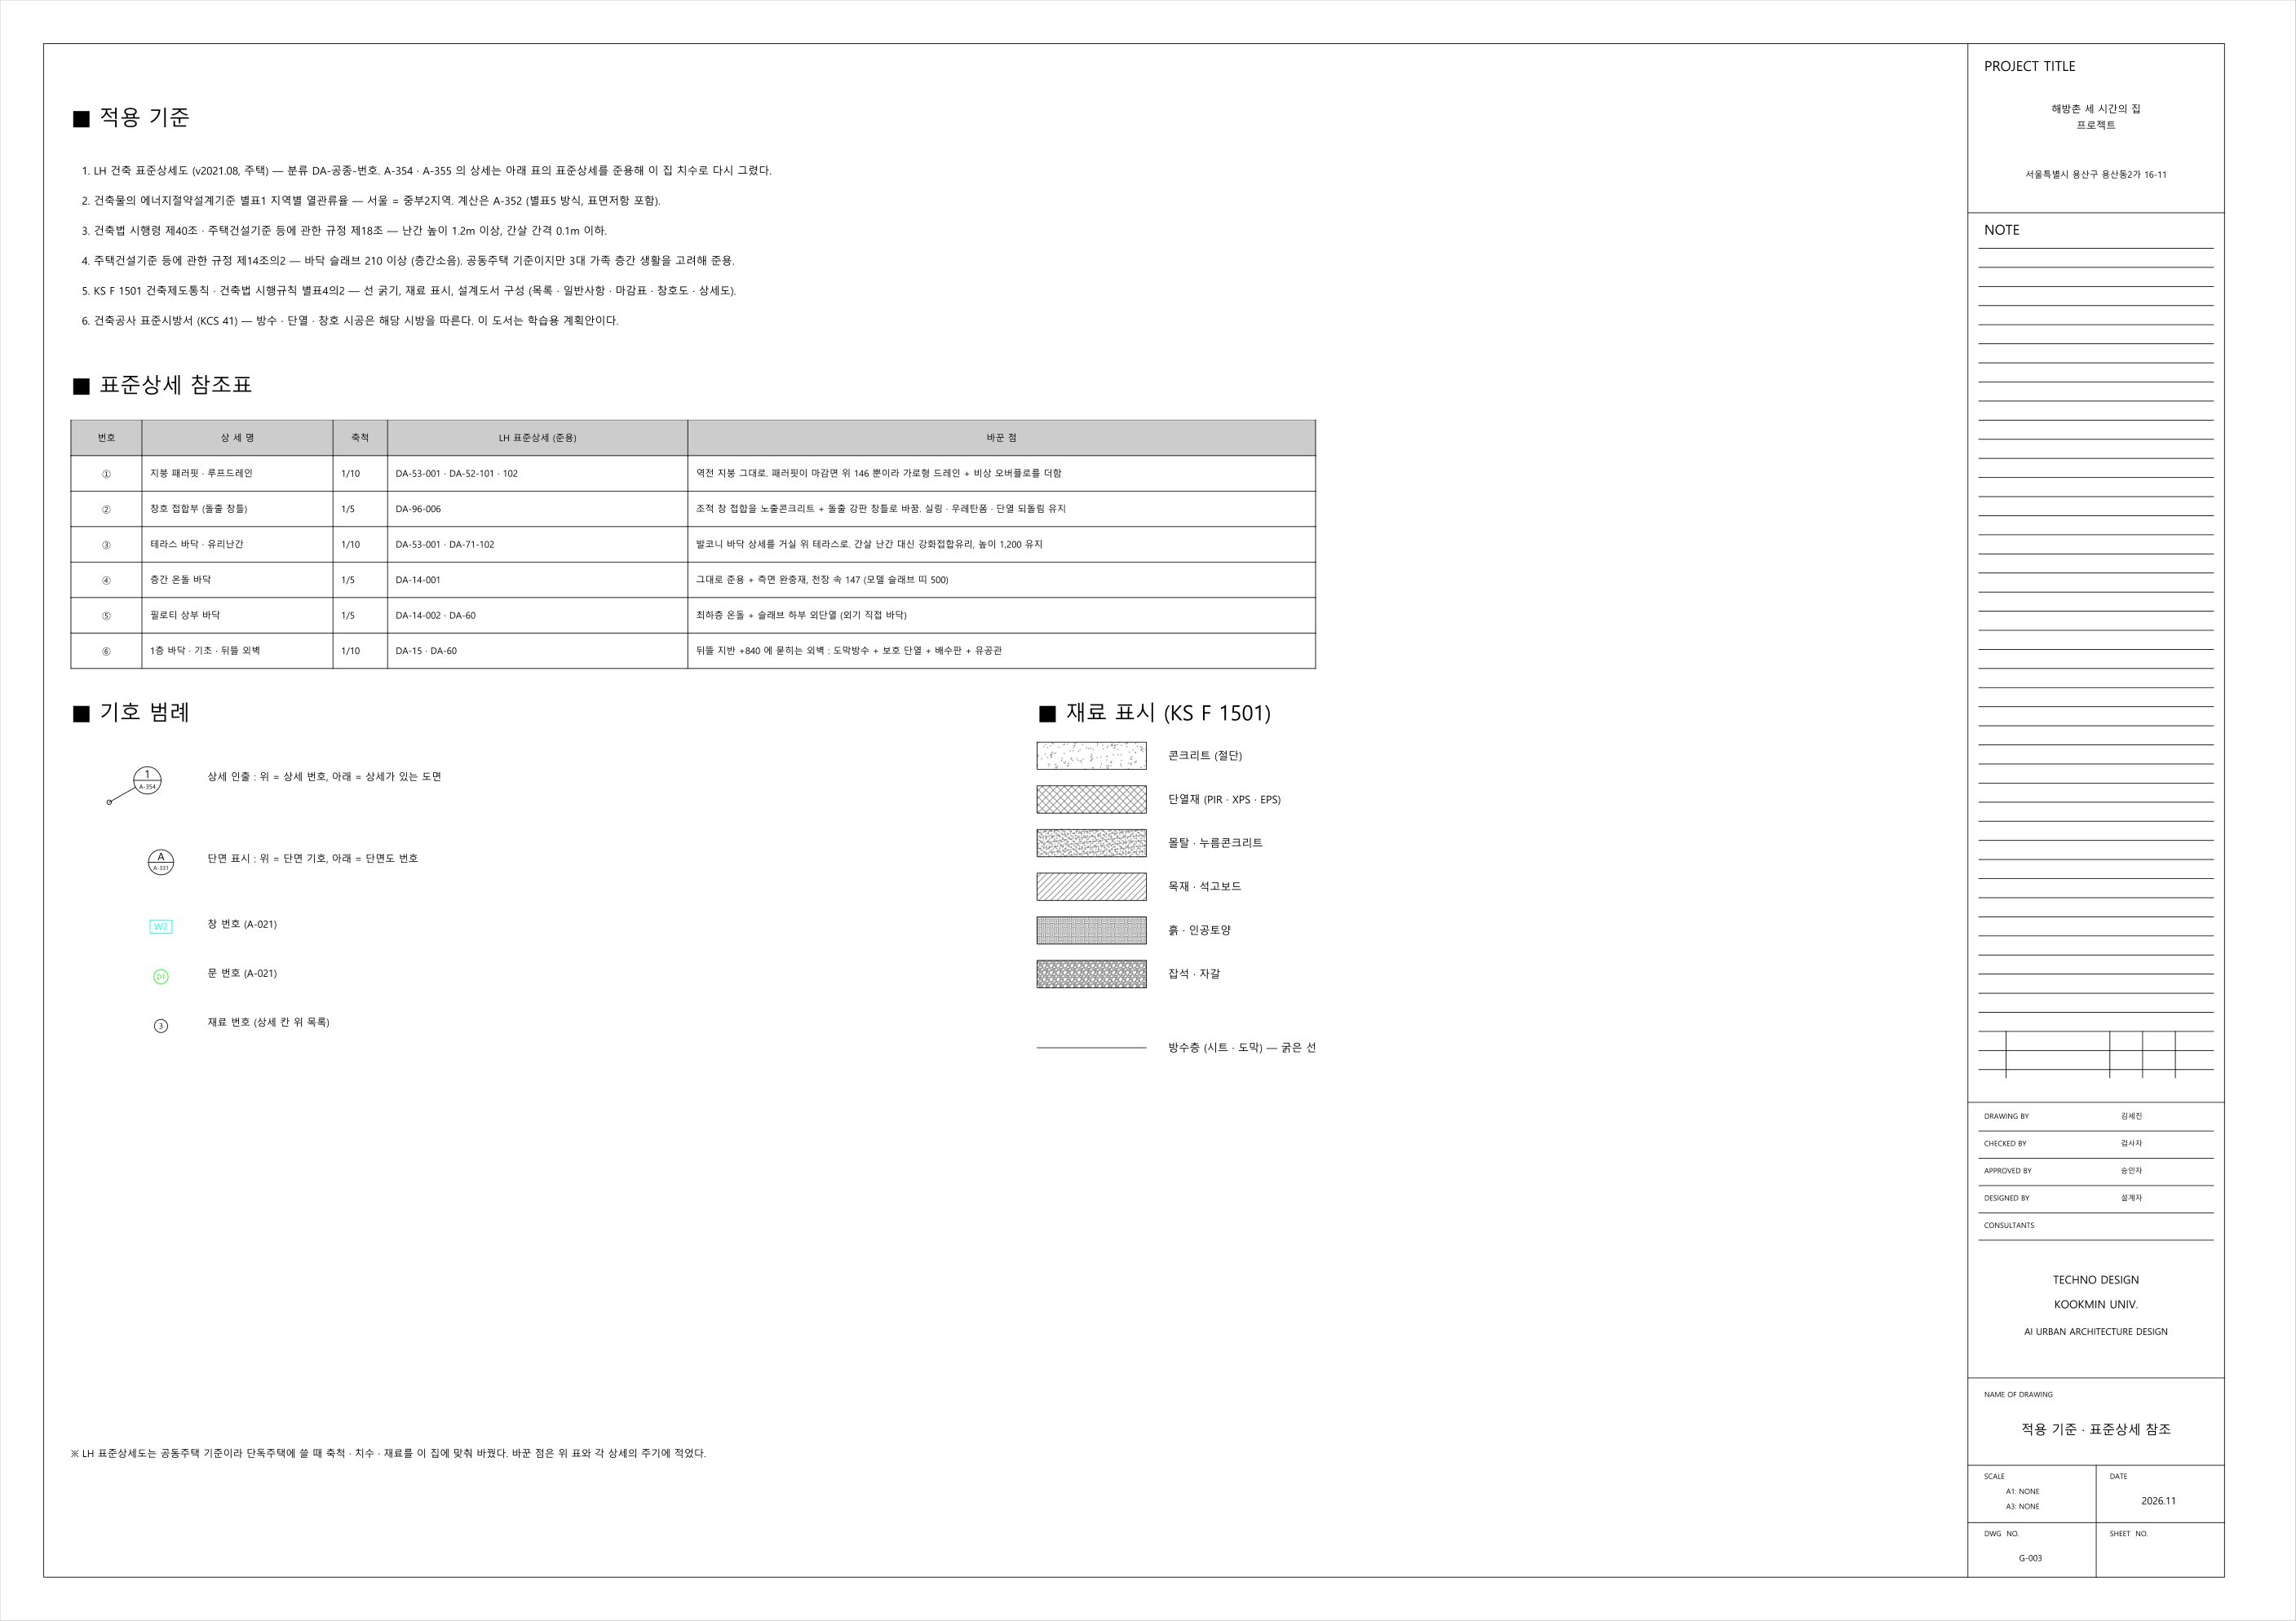 ■ 적용 기준
1. LH 건축 표준상세도 (v2021.08, 주택) — 분류 DA-공종-번호. A-354 · A-355 의 상세는 아래 표의 표준상세를 준용해 이 집 치수로 다시 그렸다.
2. 건축물의 에너지절약설계기준 별표1 지역별 열관류율 — 서울 = 중부2지역. 계산은 A-352 (별표5 방식, 표면저항 포함).
3. 건축법 시행령 제40조 · 주택건설기준 등에 관한 규정 제18조 — 난간 높이 1.2m 이상, 간살 간격 0.1m 이하.
4. 주택건설기준 등에 관한 규정 제14조의2 — 바닥 슬래브 210 이상 (층간소음). 공동주택 기준이지만 3대 가족 층간 생활을 고려해 준용.
5. KS F 1501 건축제도통칙 · 건축법 시행규칙 별표4의2 — 선 굵기, 재료 표시, 설계도서 구성 (목록 · 일반사항 · 마감표 · 창호도 · 상세도).
6. 건축공사 표준시방서 (KCS 41) — 방수 · 단열 · 창호 시공은 해당 시방을 따른다. 이 도서는 학습용 계획안이다.
■ 표준상세 참조표
번호 상 세 명 축척 LH 표준상세 (준용) 바꾼 점
① 지붕 패러핏 · 루프드레인 1/10 DA-53-001 · DA-52-101 · 102 역전 지붕 그대로. 패러핏이 마감면 위 146 뿐이라 가로형 드레인 + 비상 오버플로를 더함
② 창호 접합부 (돌출 창틀) 1/5 DA-96-006 조적 창 접합을 노출콘크리트 + 돌출 강판 창틀로 바꿈. 실링 · 우레탄폼 · 단열 되돌림 유지
③ 테라스 바닥 · 유리난간 1/10 DA-53-001 · DA-71-102 발코니 바닥 상세를 거실 위 테라스로. 간살 난간 대신 강화접합유리, 높이 1,200 유지
④ 층간 온돌 바닥 1/5 DA-14-001 그대로 준용 + 측면 완충재, 천장 속 147 (모델 슬래브 띠 500)
⑤ 필로티 상부 바닥 1/5 DA-14-002 · DA-60 최하층 온돌 + 슬래브 하부 외단열 (외기 직접 바닥)
⑥ 1층 바닥 · 기초 · 뒤뜰 외벽 1/10 DA-15 · DA-60 뒤뜰 지반 +840 에 묻히는 외벽 : 도막방수 + 보호 단열 + 배수판 + 유공관
■ 기호 범례
1
A-354
상세 인출 : 위 = 상세 번호, 아래 = 상세가 있는 도면
A
A-331
단면 표시 : 위 = 단면 기호, 아래 = 단면도 번호
W2 창 번호 (A-021)
D1 문 번호 (A-021)
3 재료 번호 (상세 칸 위 목록)
■ 재료 표시 (KS F 1501)
콘크리트 (절단)
단열재 (PIR · XPS · EPS)
몰탈 · 누름콘크리트
목재 · 석고보드
흙 · 인공토양
잡석 · 자갈
방수층 (시트 · 도막) — 굵은 선
※ LH 표준상세도는 공동주택 기준이라 단독주택에 쓸 때 축척 · 치수 · 재료를 이 집에 맞춰 바꿨다. 바꾼 점은 위 표와 각 상세의 주기에 적었다.
PROJECT TITLE
해방촌 세 시간의 집
프로젝트
서울특별시 용산구 용산동2가 16-11
NOTE
DRAWING BY 김세진
CHECKED BY 검사자
APPROVED BY 승인자
DESIGNED BY 설계자
CONSULTANTS
TECHNO DESIGN
KOOKMIN UNIV.
AI URBAN ARCHITECTURE DESIGN
NAME OF DRAWING
적용 기준 · 표준상세 참조
SCALE
A1: NONE
A3: NONE
DATE
2026.11
DWG NO.
G-003
SHEET NO.